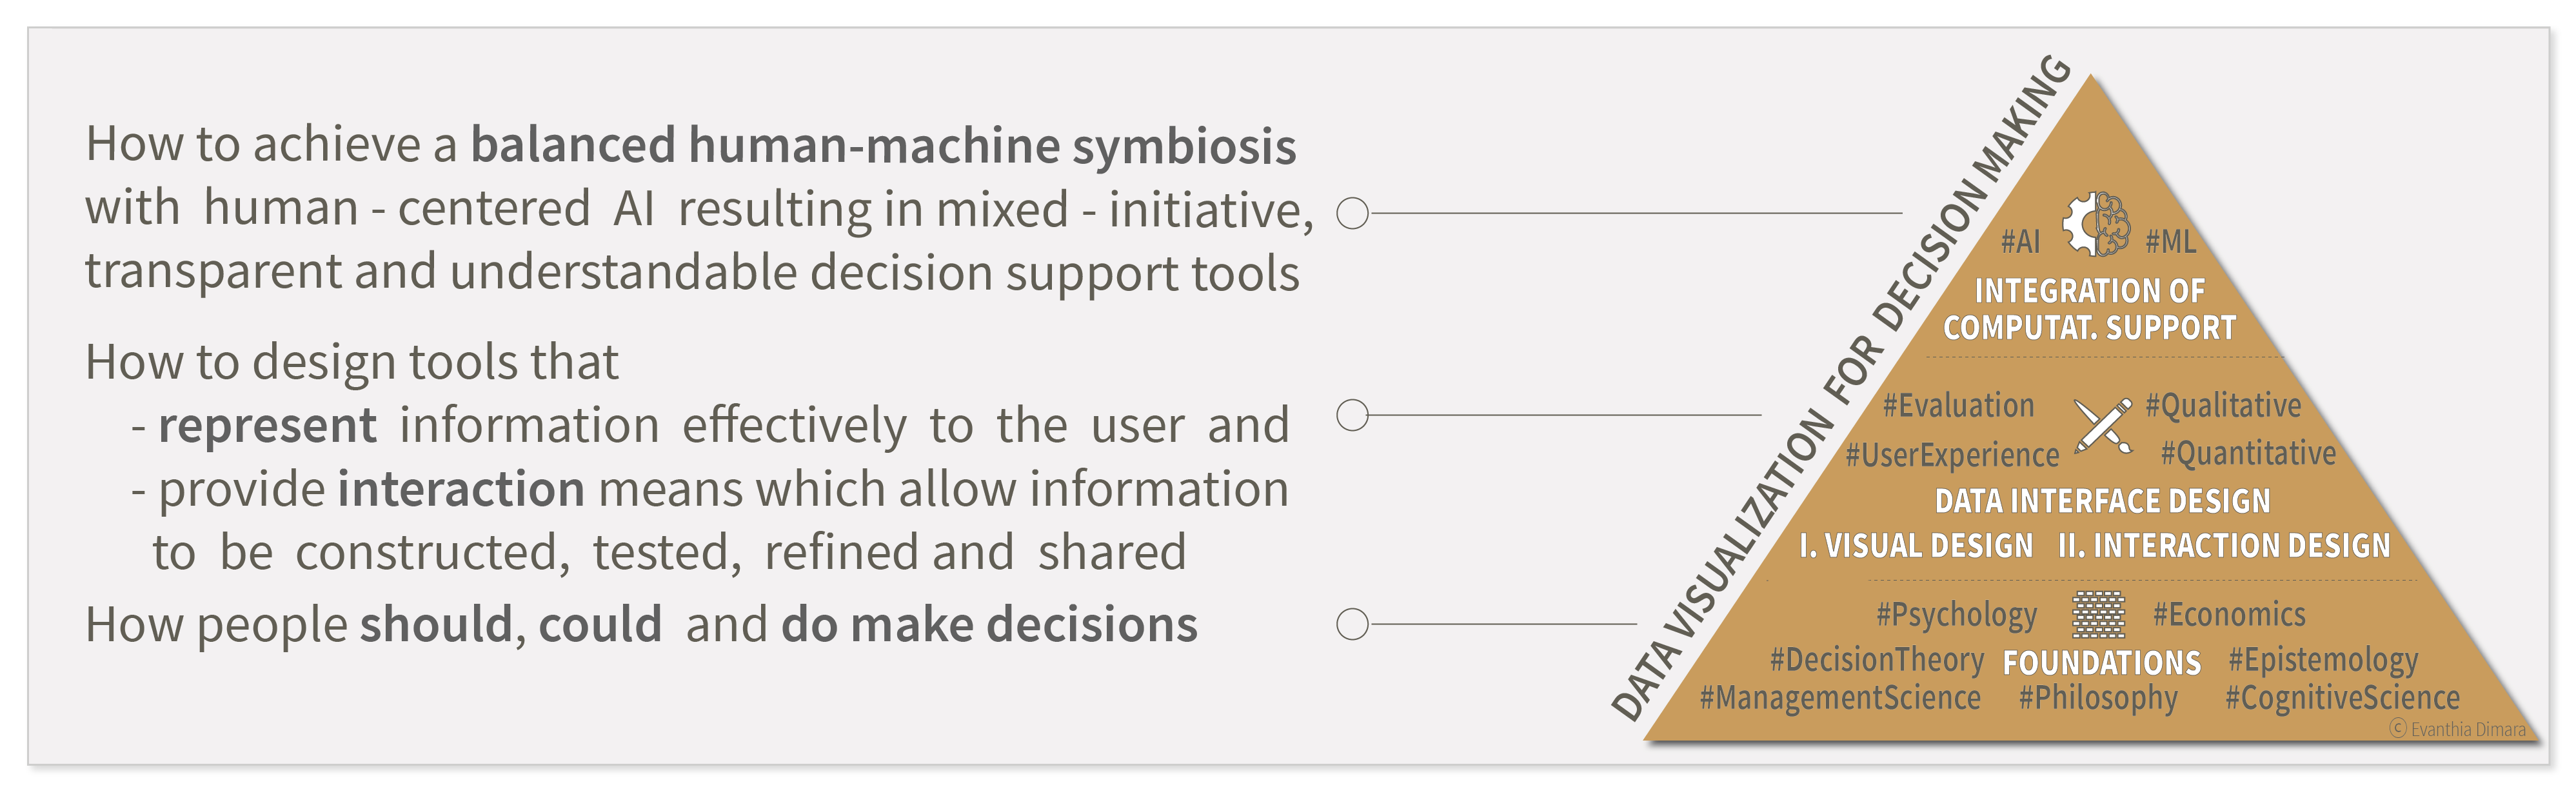 How to achieve a balanced human-machine symbiosis
with human - centered AI resulting in mixed - initiative,
transparent and understandable decision support tools
How to design tools that
- represent information effectively to the user and
- provide interaction means which allow information
to be constructed, tested, refined and shared
How people should, could and do make decisions
DATA VISUALIZATION FOR DECISION MAKING
#AI #ML
INTEGRATION OF
COMPUTAT. SUPPORT
#Evaluation #Qualitative
#UserExperience #Quantitative
DATA INTERFACE DESIGN
I. VISUAL DESIGN II. INTERACTION DESIGN
#Psychology #Economics
#DecisionTheory FOUNDATIONS #Epistemology
#ManagementScience #Philosophy #CognitiveScience
© Evanthia Dimara